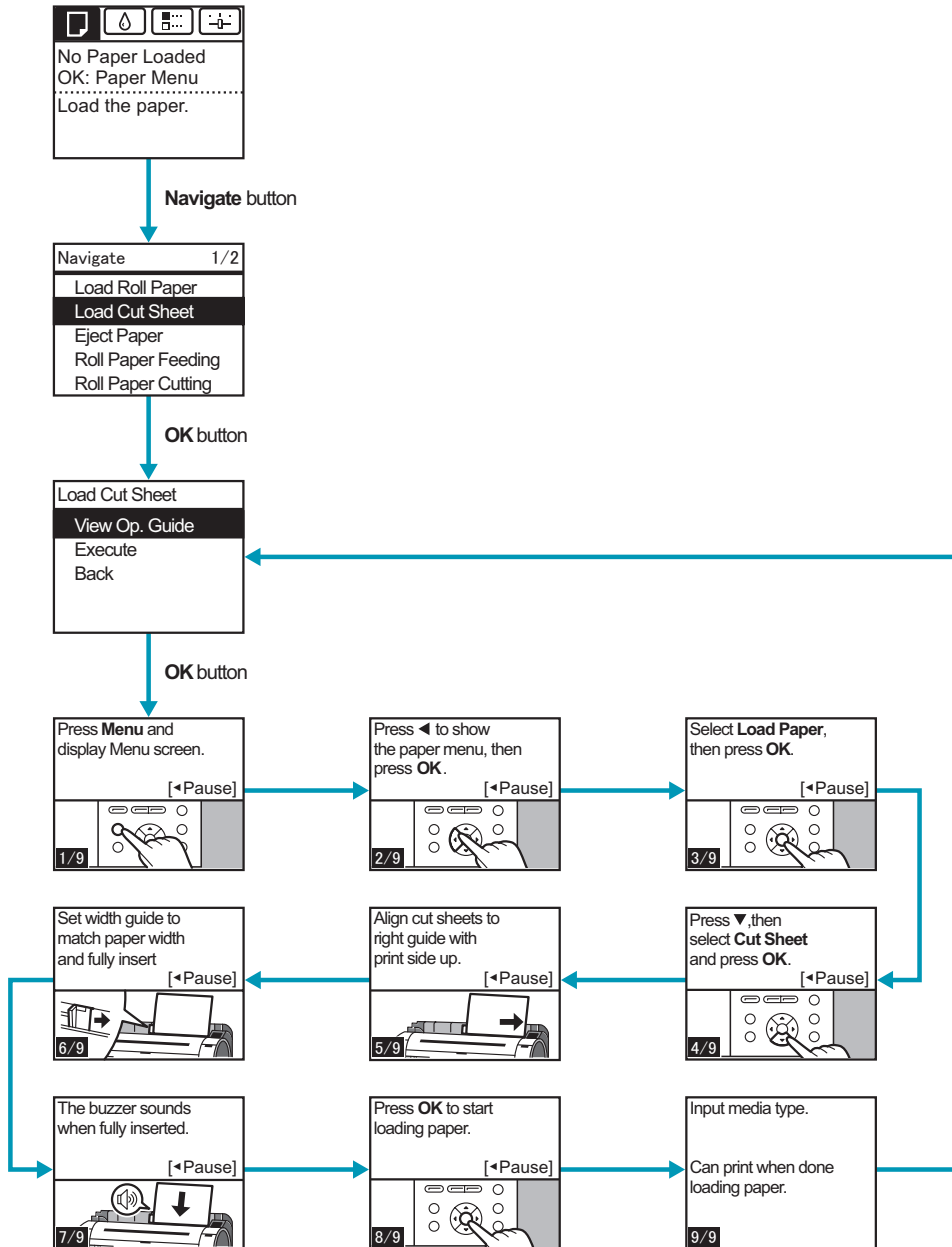 No Paper Loaded
OK: Paper Menu
Load the paper.
Navigate button
Navigate 1/2
Load Roll Paper
Load Cut Sheet
Eject Paper
Roll Paper Feeding
Roll Paper Cutting
OK button
Load Cut Sheet
View Op. Guide
Execute
Back
OK button
Press Menu and
display Menu screen.
[◂Pause]
1/9
Press ◀ to show
the paper menu, then
press OK.
[◂Pause]
2/9
Select Load Paper,
then press OK.
[◂Pause]
3/9
Press ▼,then
select Cut Sheet
and press OK.
[◂Pause]
4/9
Align cut sheets to
right guide with
print side up.
[◂Pause]
5/9
Set width guide to
match paper width
and fully insert
[◂Pause]
6/9
The buzzer sounds
when fully inserted.
[◂Pause]
7/9
Press OK to start
loading paper.
[◂Pause]
8/9
Input media type.
Can print when done
loading paper.
9/9